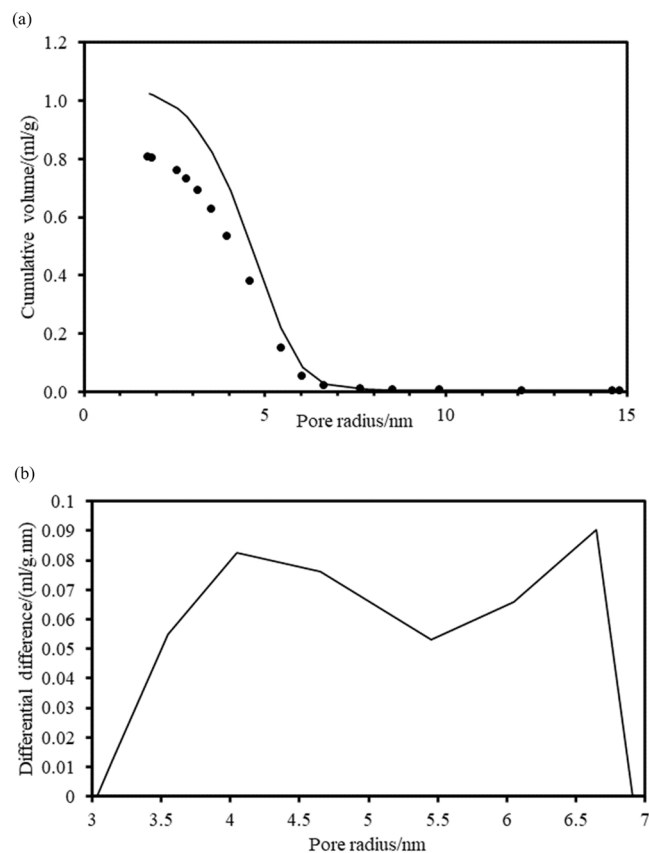 (a)
1.2
1.0
0.8
0.6
0.4
0.2
0.0
Cumulative volume/(ml/g)
0 5 10 15
Pore radius/nm
(b)
0.1
0.09
0.08
0.07
0.06
0.05
0.04
0.03
0.02
0.01
0
Differential difference/(ml/g.nm)
3 3.5 4 4.5 5 5.5 6 6.5 7
Pore radius/nm